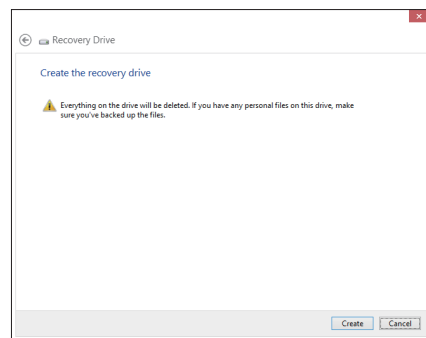 Recovery Drive
Create the recovery drive
Everything on the drive will be deleted. If you have any personal files on this drive, make
sure you've backed up the files.
Create Cancel